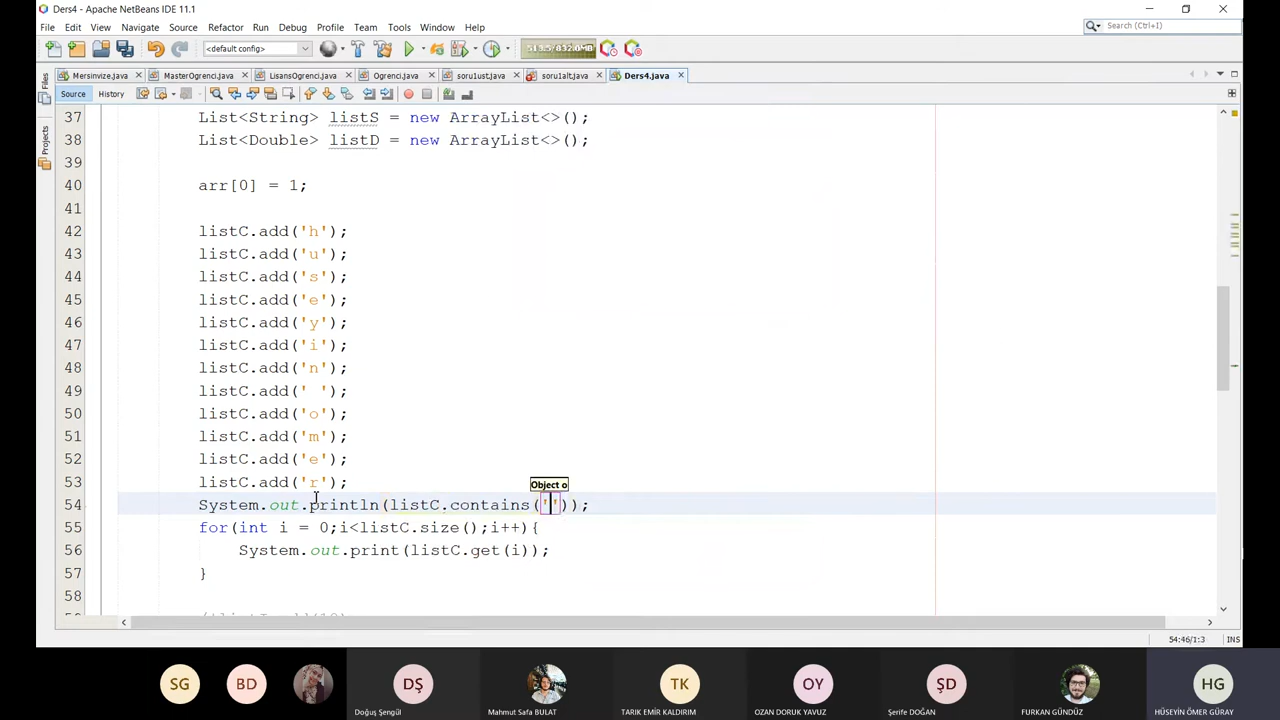 Ders4 - Apache NetBeans IDE 11.1
File Edit View Navigate Source Refactor Run Debug Profile Team Tools Window Help
Search (Ctrl+I)
<default config>
513.5/832.0MB
Mersinvize.java MasterOgrenci.java LisansOgrenci.java Ogrenci.java soru1ust.java soru1alt.java Ders4.java
Files
Projects
Source History
37 List<String> listS = new ArrayList<>();
38 List<Double> listD = new ArrayList<>();
39
40 arr[0] = 1;
41
42 listC.add('h');
43 listC.add('u');
44 listC.add('s');
45 listC.add('e');
46 listC.add('y');
47 listC.add('i');
48 listC.add('n');
49 listC.add(' ');
50 listC.add('o');
51 listC.add('m');
52 listC.add('e');
53 listC.add('r');
Object o
54 System.out.println(listC.contains(''));
55 for(int i = 0;i<listC.size();i++){
56 System.out.print(listC.get(i));
57 }
58
54:46/1:3 INS
SG BD DŞ TK OY ŞD HG
Doğuş Şengül Mahmut Safa BULAT TARIK EMİR KALDIRIM OZAN DORUK YAVUZ Şerife DOĞAN FURKAN GÜNDÜZ HÜSEYİN ÖMER GÜRAY